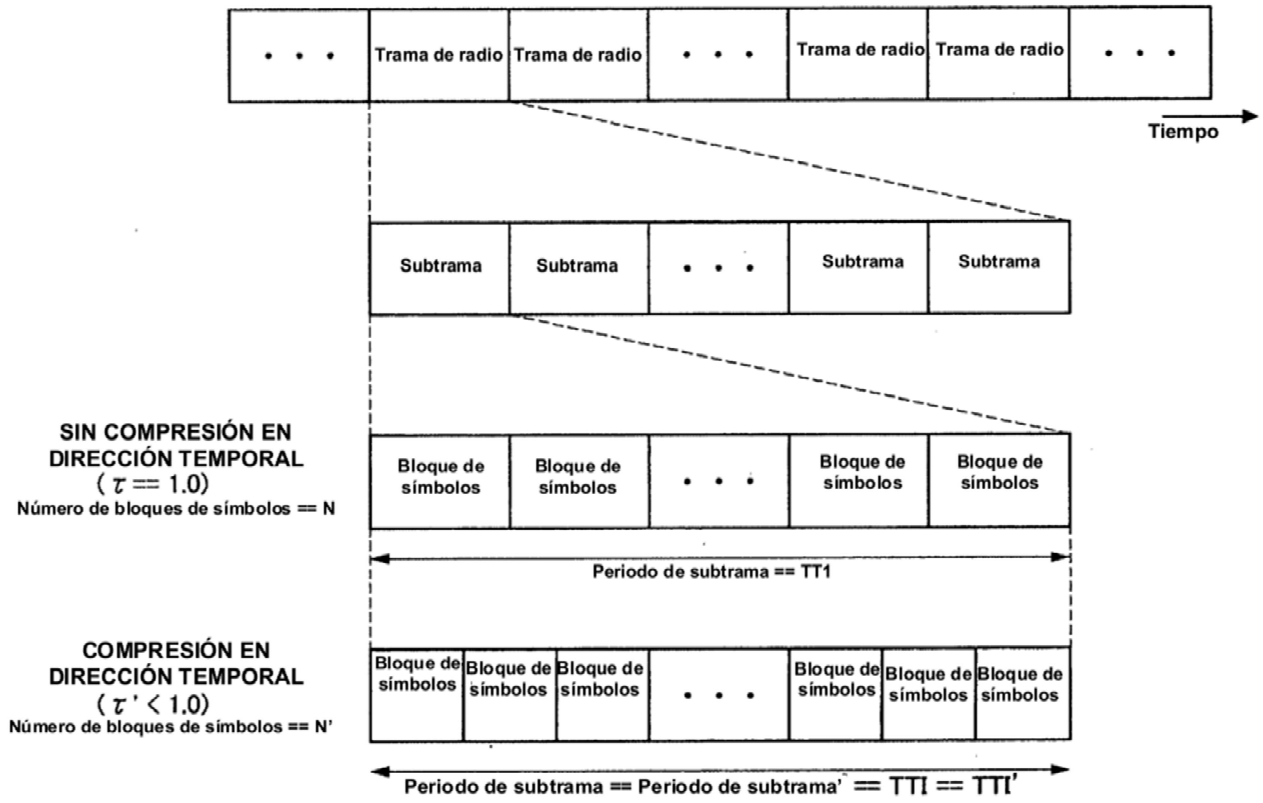 • • • Trama de radio Trama de radio • • • Trama de radio Trama de radio • • •
Tiempo
Subtrama Subtrama • • • Subtrama Subtrama
SIN COMPRESIÓN EN
DIRECCIÓN TEMPORAL
( τ == 1.0)
Número de bloques de símbolos == N
Bloque de símbolos Bloque de símbolos • • • Bloque de símbolos Bloque de símbolos
Periodo de subtrama == TT1
COMPRESIÓN EN
DIRECCIÓN TEMPORAL
( τ ' < 1.0)
Número de bloques de símbolos == N'
Bloque de símbolos Bloque de símbolos Bloque de símbolos • • • Bloque de símbolos Bloque de símbolos Bloque de símbolos
Periodo de subtrama == Periodo de subtrama' == TTI == TTI'